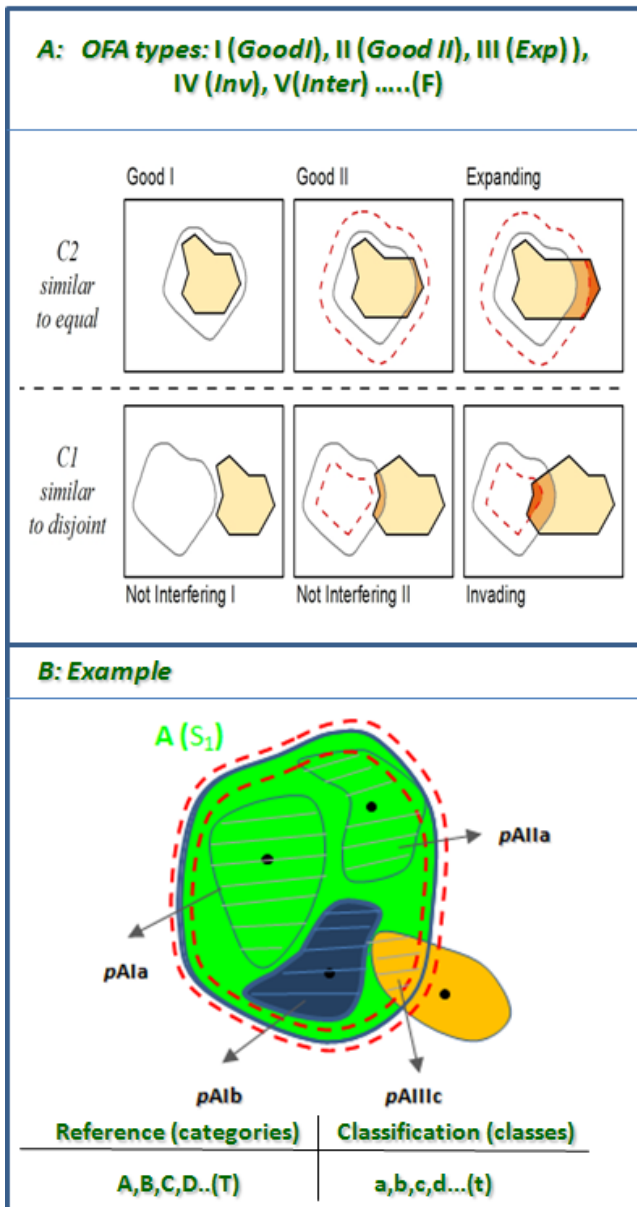 A: OFA types: I (GoodI), II (Good II), III (Exp) ),
IV (Inv), V(Inter) .....(F)
Good I
Good II
Expanding
C2
similar
to equal
C1
similar
to disjoint
Not Interfering I
Not Interfering II
Invading
B: Example
A (S1)
pAIIa
pAIa
pAIb
pAIIIc
Reference (categories)
Classification (classes)
A,B,C,D..(T)
a,b,c,d...(t)